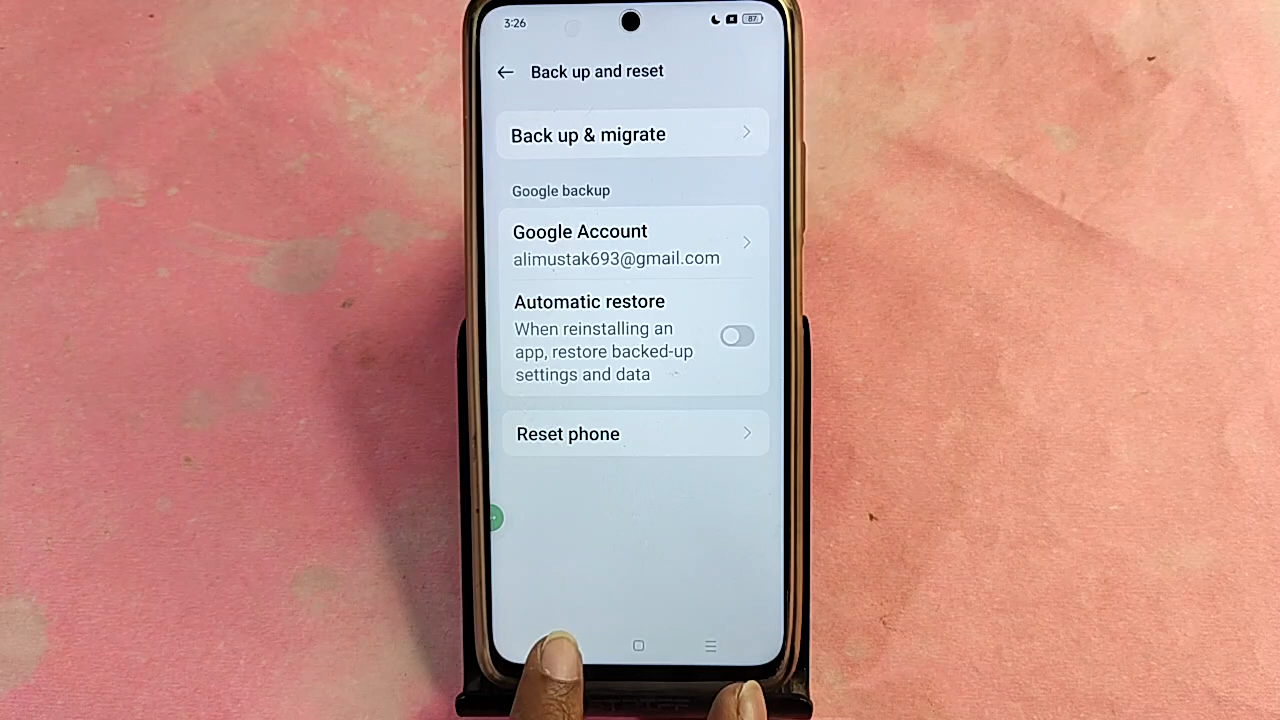 3:26
87
Back up and reset
Back up & migrate
Google backup
Google Account
alimustak693@gmail.com
Automatic restore
When reinstalling an
app, restore backed-up
settings and data
Reset phone